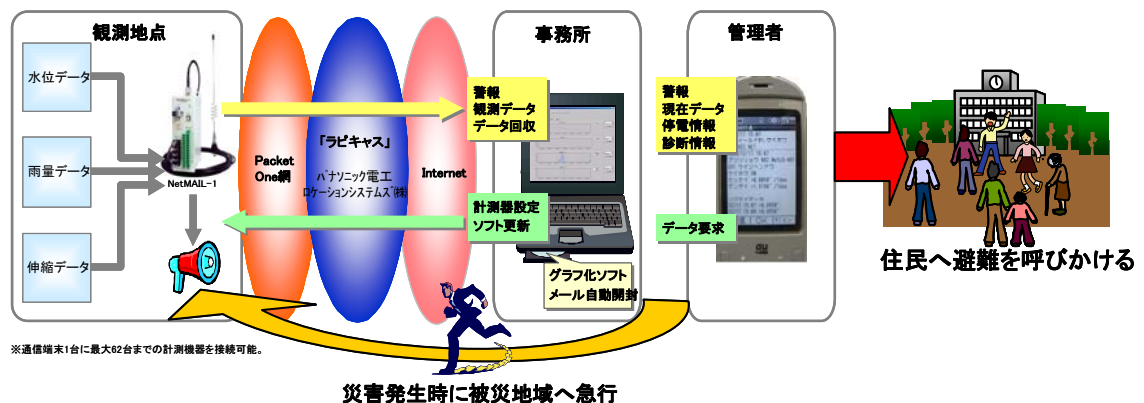 観測地点
水位データ
雨量データ
伸縮データ
NetMAIL-1
Packet
One網
「ラピキャス」
パナソニック電工
ロケーションシステムズ(株)
Internet
事務所
警報
観測データ
データ回収
計測器設定
ソフト更新
グラフ化ソフト
メール自動開封
管理者
警報
現在データ
停電情報
診断情報
データ要求
au
住民へ避難を呼びかける
※通信端末1台に最大62台までの計測機器を接続可能。
災害発生時に被災地域へ急行